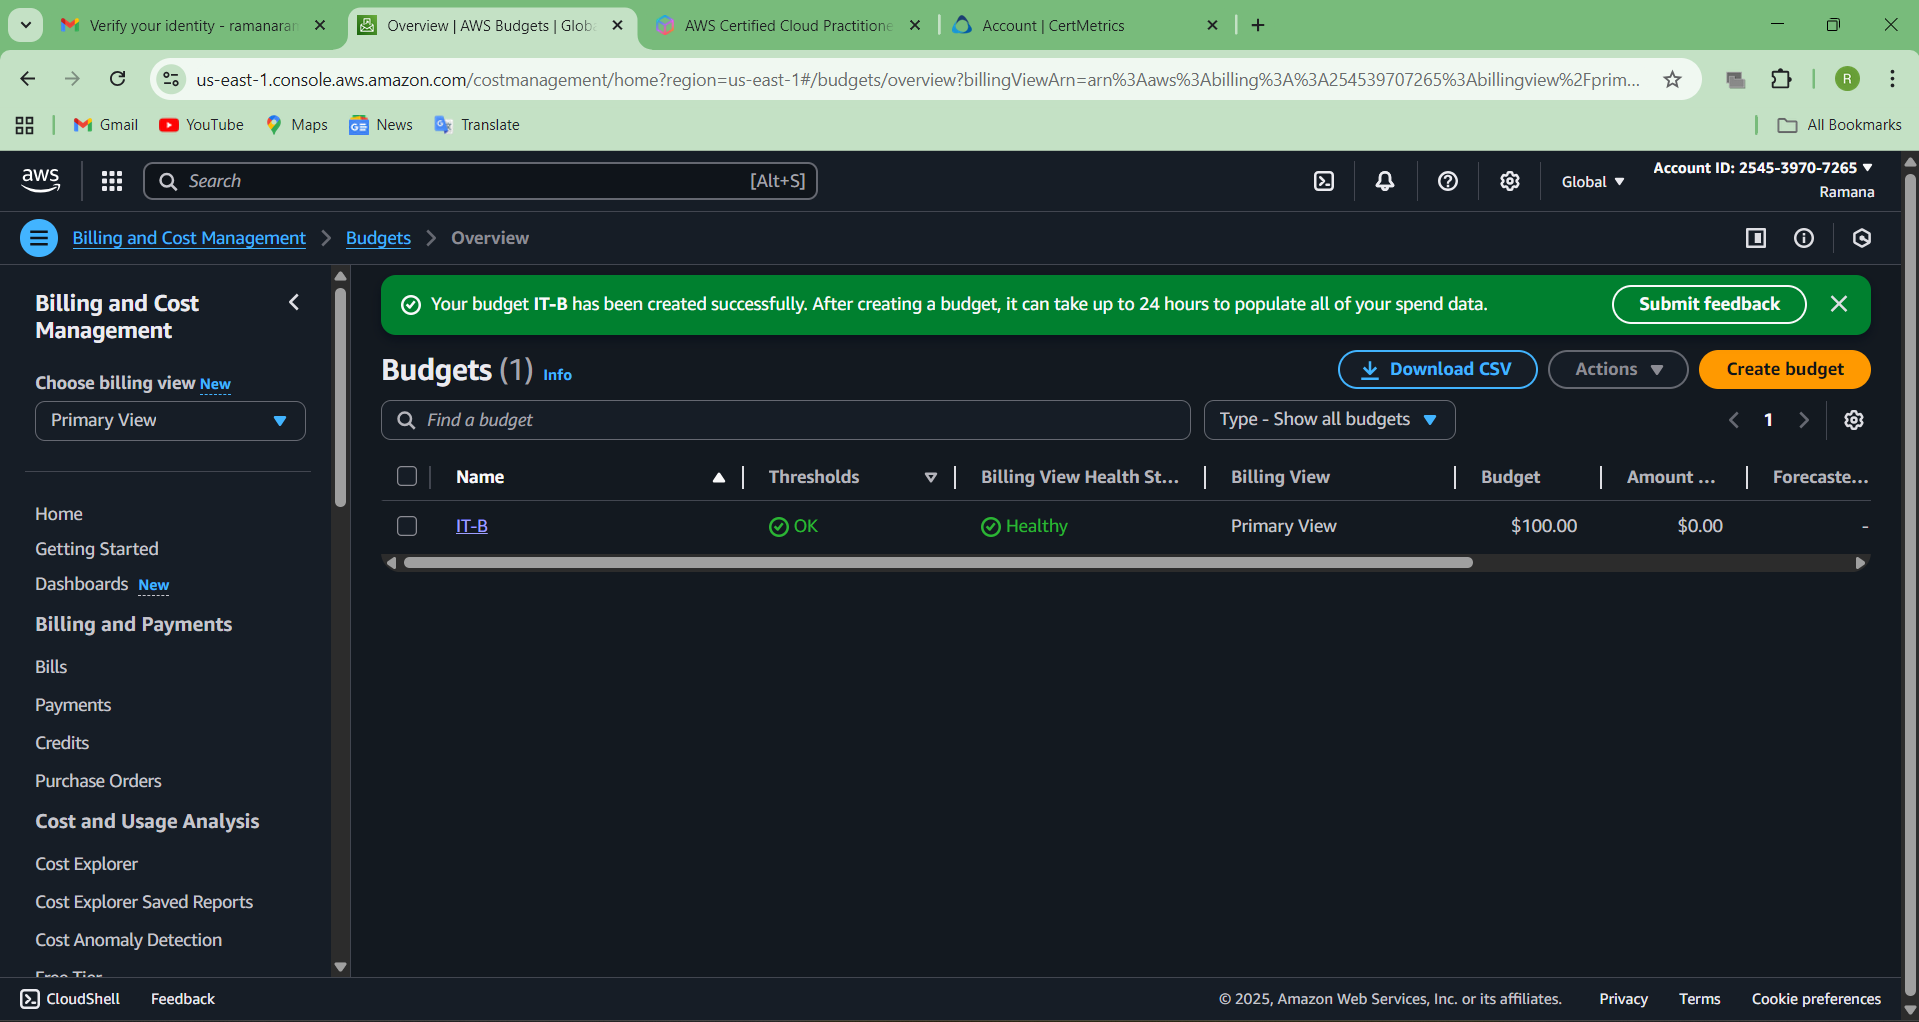 Verify your identity - ramanaran
Overview | AWS Budgets | Globa
AWS Certified Cloud Practitione
Account | CertMetrics
us-east-1.console.aws.amazon.com/costmanagement/home?region=us-east-1#/budgets/overview?billingViewArn=arn%3Aaws%3Abilling%3A%3A254539707265%3Abillingview%2Fprim...
R
Gmail
YouTube
Maps
News
Translate
All Bookmarks
aws
Search
[Alt+S]
Global
Account ID: 2545-3970-7265
Ramana
Billing and Cost Management
Budgets
Overview
Billing and Cost
Management
Choose billing view New
Primary View
Home
Getting Started
Dashboards New
Billing and Payments
Bills
Payments
Credits
Purchase Orders
Cost and Usage Analysis
Cost Explorer
Cost Explorer Saved Reports
Cost Anomaly Detection
Free Tier
Your budget IT-B has been created successfully. After creating a budget, it can take up to 24 hours to populate all of your spend data.
Submit feedback
Budgets (1) Info
Download CSV
Actions
Create budget
Find a budget
Type - Show all budgets
1
Name
Thresholds
Billing View Health St...
Billing View
Budget
Amount ...
Forecaste...
IT-B
OK
Healthy
Primary View
$100.00
$0.00
-
CloudShell
Feedback
© 2025, Amazon Web Services, Inc. or its affiliates.
Privacy
Terms
Cookie preferences